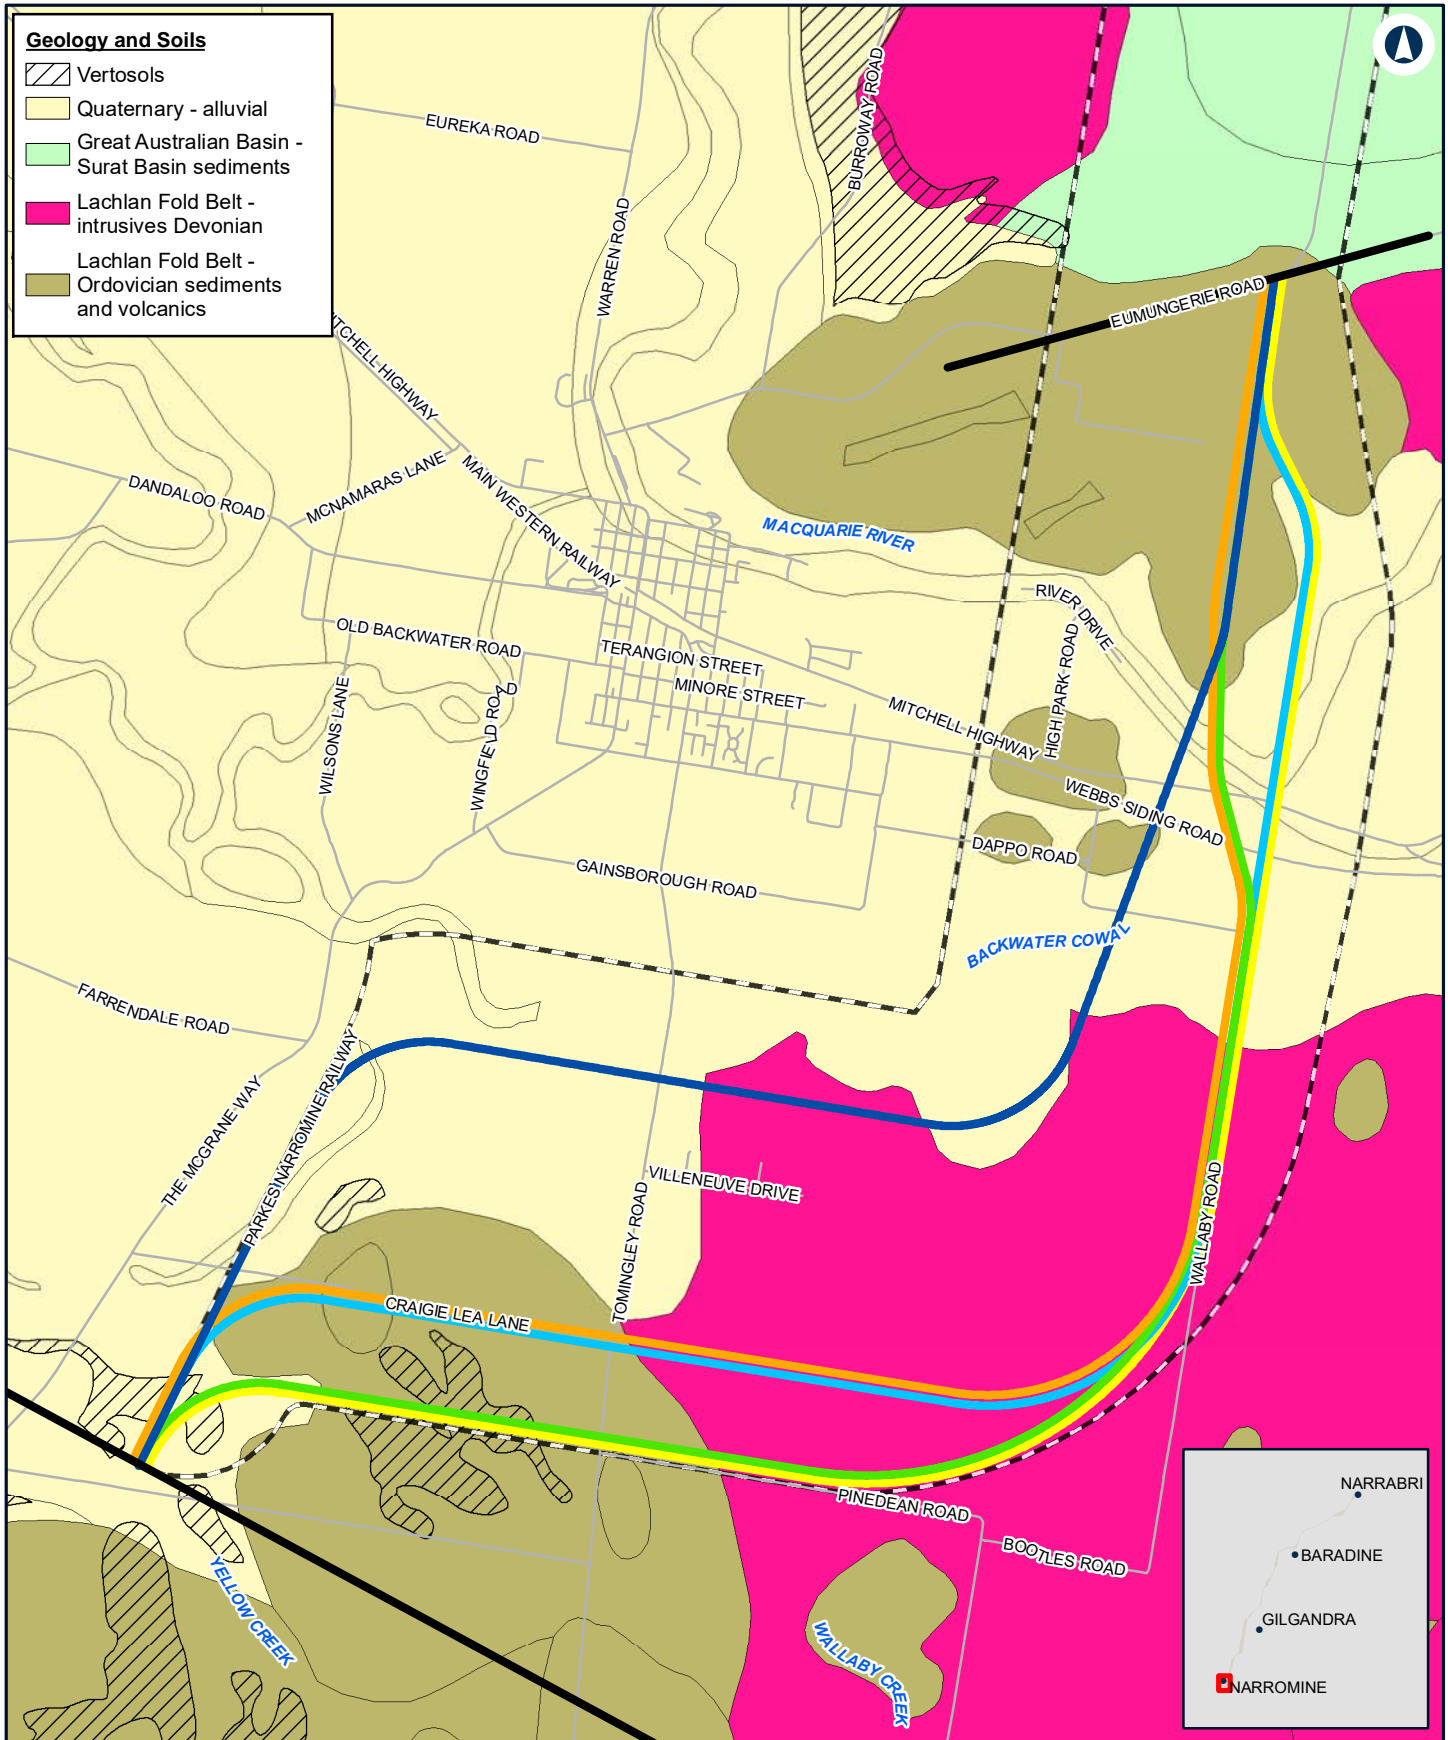 Geology and Soils
Vertosols
Quaternary - alluvial
Great Australian Basin -
Surat Basin sediments
Lachlan Fold Belt -
intrusives Devonian
Lachlan Fold Belt -
Ordovician sediments
and volcanics
EUREKA ROAD
BURROWAY ROAD
WARREN ROAD
EUMUNGERIE ROAD
MITCHELL HIGHWAY
MCNAMARAS LANE
DANDALOO ROAD
MAIN WESTERN RAILWAY
MACQUARIE RIVER
RIVER DRIVE
HIGH PARK ROAD
OLD BACKWATER ROAD
TERANGION STREET
MINORE STREET
WILSONS LANE
WINGFIELD ROAD
MITCHELL HIGHWAY
WEBBS SIDING ROAD
DAPPO ROAD
GAINSBOROUGH ROAD
BACKWATER COWAL
FARRENDALE ROAD
THE MCGRANE WAY
PARKES NARROMINE RAILWAY
VILLENEUVE DRIVE
TOMINGLEY ROAD
WALLABY ROAD
CRAIGIE LEA LANE
PINEDEAN ROAD
BOOTLES ROAD
YELLOW CREEK
WALLABY CREEK
NARRABRI
BARADINE
GILGANDRA
NARROMINE